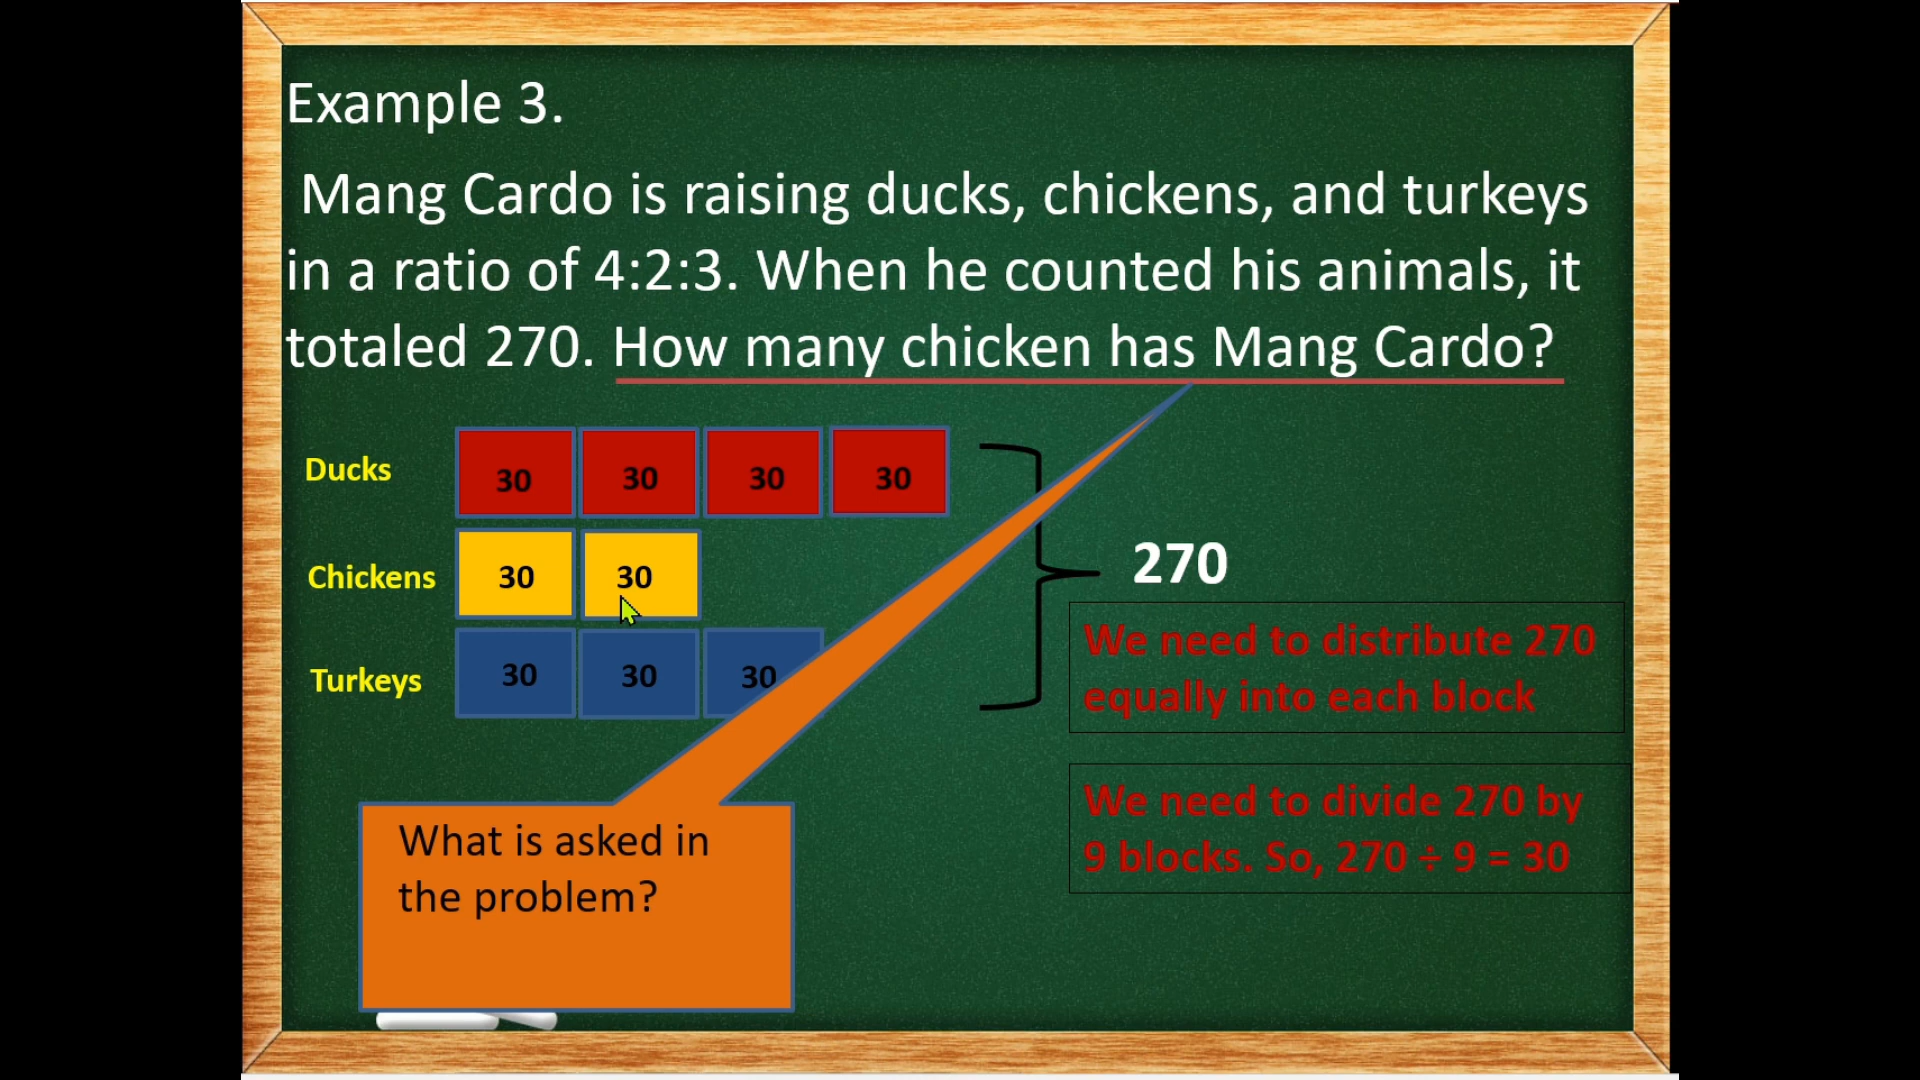 Example 3.
Mang Cardo is raising ducks, chickens, and turkeys
in a ratio of 4:2:3. When he counted his animals, it
totaled 270. How many chicken has Mang Cardo?
Ducks
30 30 30 30
Chickens
30 30
Turkeys
30 30 30
270
We need to distribute 270
equally into each block
We need to divide 270 by
9 blocks. So, 270 ÷ 9 = 30
What is asked in
the problem?